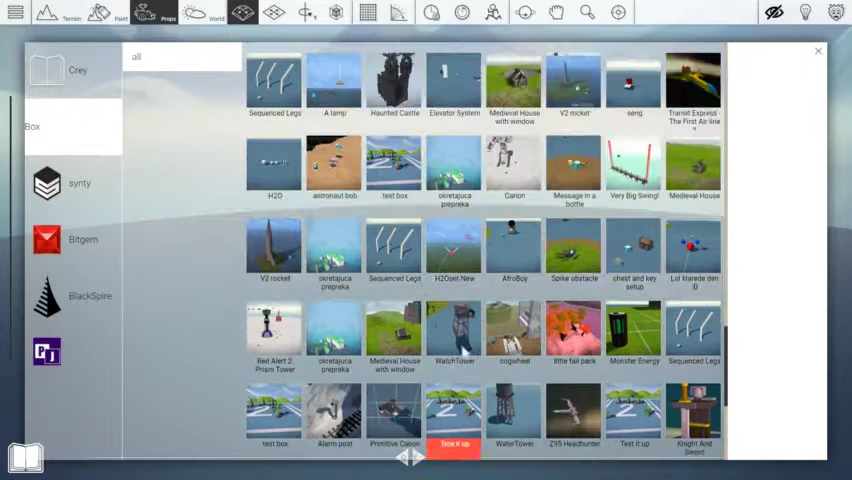 Terrain
Paint
Props
World
Crey
all
Box
synty
Bitgem
BlackSpire
PJ
Sequenced Legs
A lamp
Haunted Castle
Elevator System
Medieval House
with window
V2 rocket
seng
Transit Express -
The First Air line
H2O
astronaut bob
test box
okretajuca
prepreka
Canon
Message in a
bottle
Very Big Swing!
Medieval House
V2 rocket
okretajuca
prepreka
Sequenced Legs
H2Oset New
AfroBoy
Spike obstacle
chest and key
setup
Lol klarede den
:D
Red Alert 2:
Prism Tower
okretajuca
prepreka
Medieval House
with window
WatchTower
cogwheel
little fall pack
Monster Energy
Sequenced Legs
test box
Alarm post
Primitive Canon
WaterTower
Z95 Headhunter
Test it up
Knight And
Sword